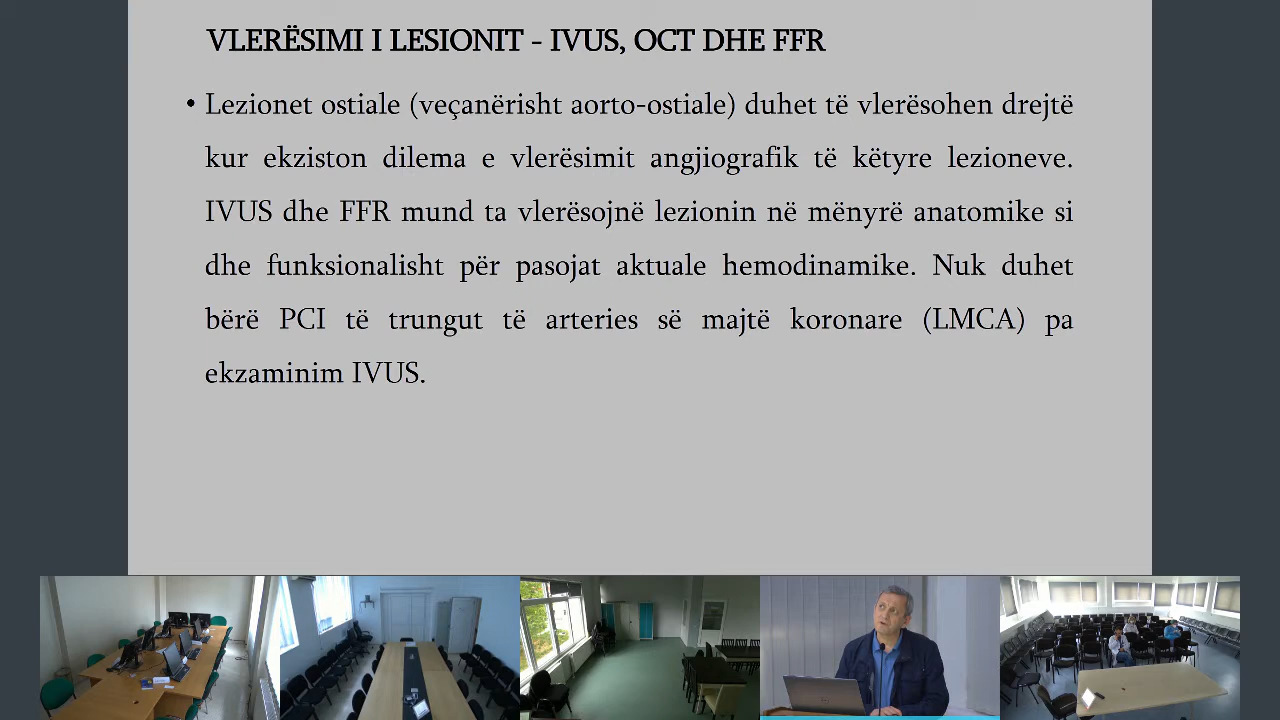 VLERËSIMI I LESIONIT - IVUS, OCT DHE FFR
• Lezionet ostiale (veçanërisht aorto-ostiale) duhet të vlerësohen drejtë
kur ekziston dilema e vlerësimit angjiografik të këtyre lezioneve.
IVUS dhe FFR mund ta vlerësojnë lezionin në mënyrë anatomike si
dhe funksionalisht për pasojat aktuale hemodinamike. Nuk duhet
bërë PCI të trungut të arteries së majtë koronare (LMCA) pa
ekzaminim IVUS.